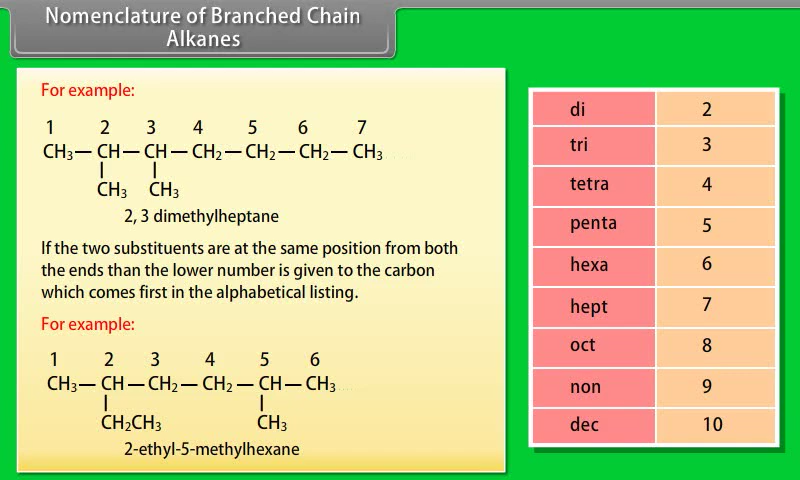 Nomenclature of Branched Chain
Alkanes
For example:
1 2 3 4 5 6 7
CH₃— CH — CH — CH₂ — CH₂ — CH₂ — CH₃
CH₃ CH₃
2, 3 dimethylheptane
If the two substituents are at the same position from both
the ends than the lower number is given to the carbon
which comes first in the alphabetical listing.
For example:
1 2 3 4 5 6
CH₃— CH — CH₂ — CH₂ — CH — CH₃
CH₂CH₃ CH₃
2-ethyl-5-methylhexane
di 2
tri 3
tetra 4
penta 5
hexa 6
hept 7
oct 8
non 9
dec 10